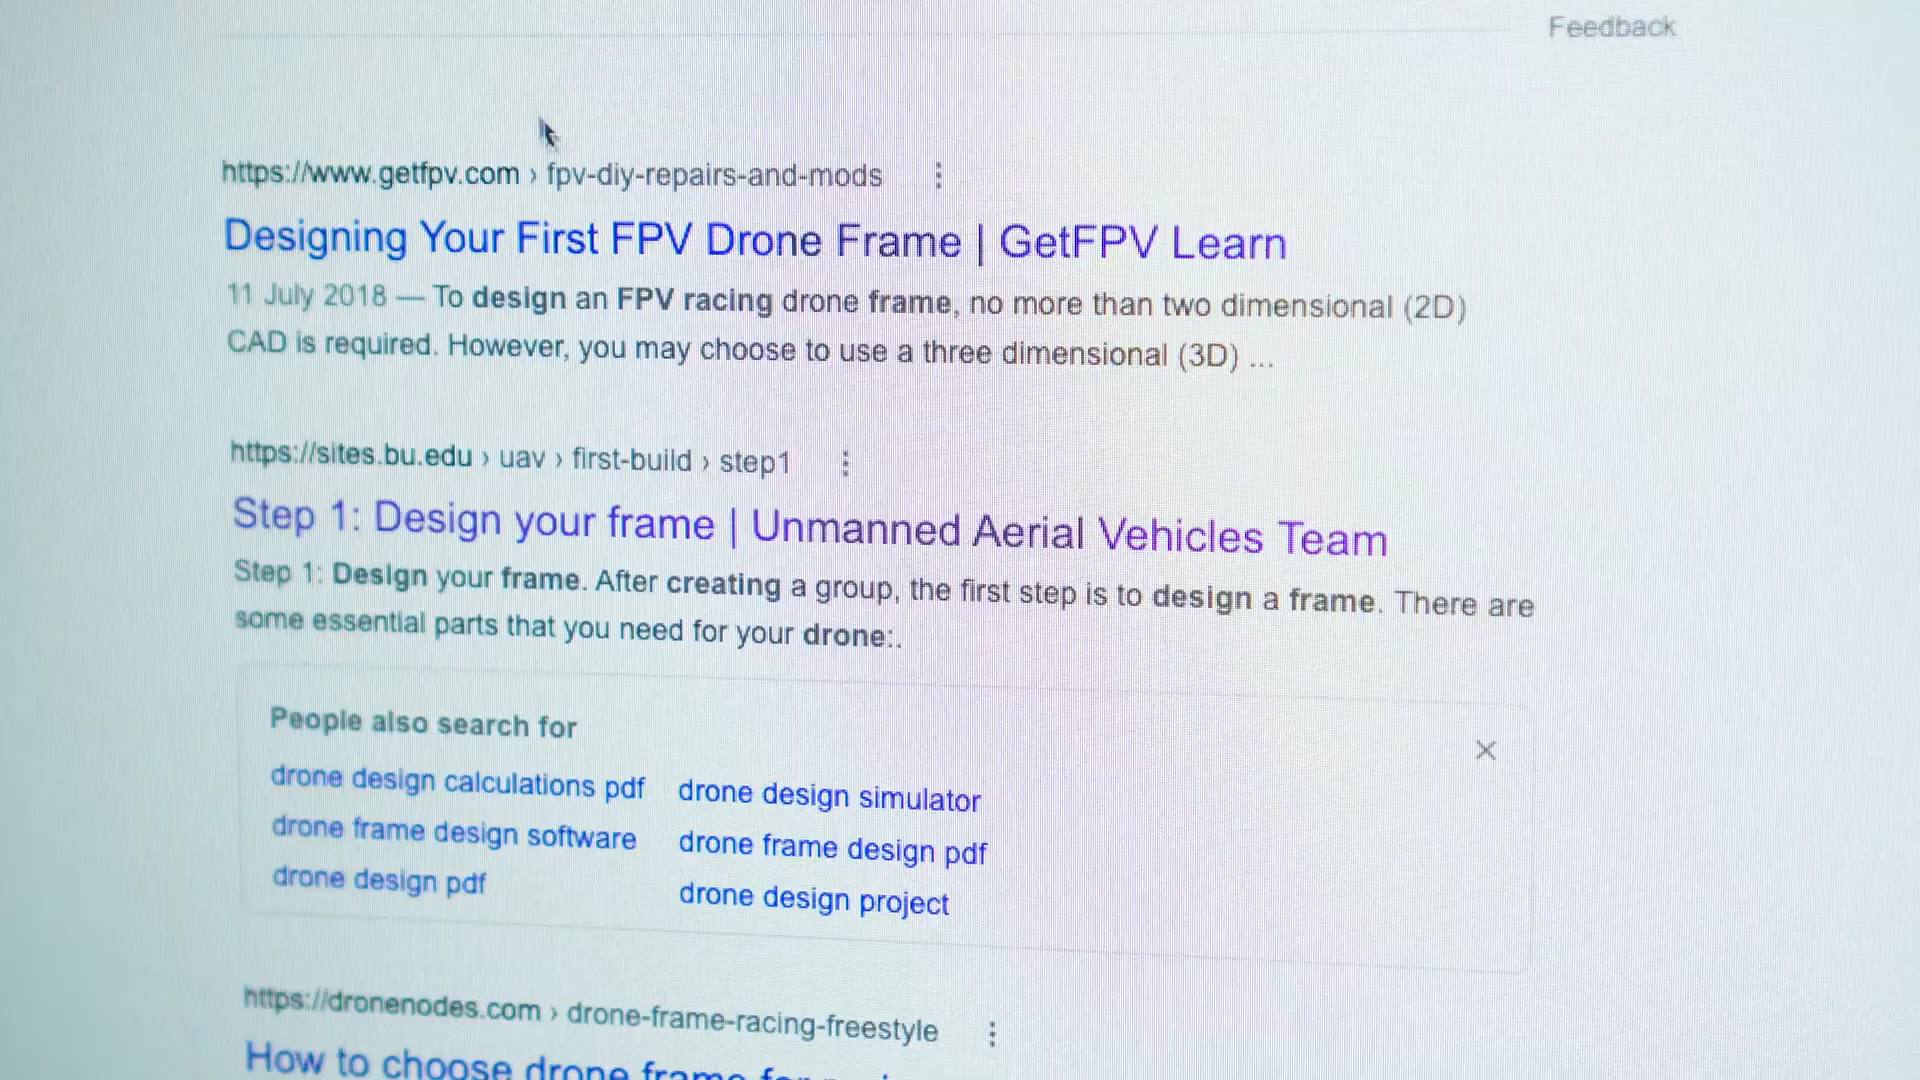 Feedback
https://www.getfpv.com › fpv-diy-repairs-and-mods
Designing Your First FPV Drone Frame | GetFPV Learn
11 July 2018 — To design an FPV racing drone frame, no more than two dimensional (2D)
CAD is required. However, you may choose to use a three dimensional (3D) ...
https://sites.bu.edu › uav › first-build › step1
Step 1: Design your frame | Unmanned Aerial Vehicles Team
Step 1: Design your frame. After creating a group, the first step is to design a frame. There are
some essential parts that you need for your drone:.
People also search for
drone design calculations pdf drone design simulator
drone frame design software drone frame design pdf
drone design pdf drone design project
https://dronenodes.com › drone-frame-racing-freestyle
How to choose drone frame